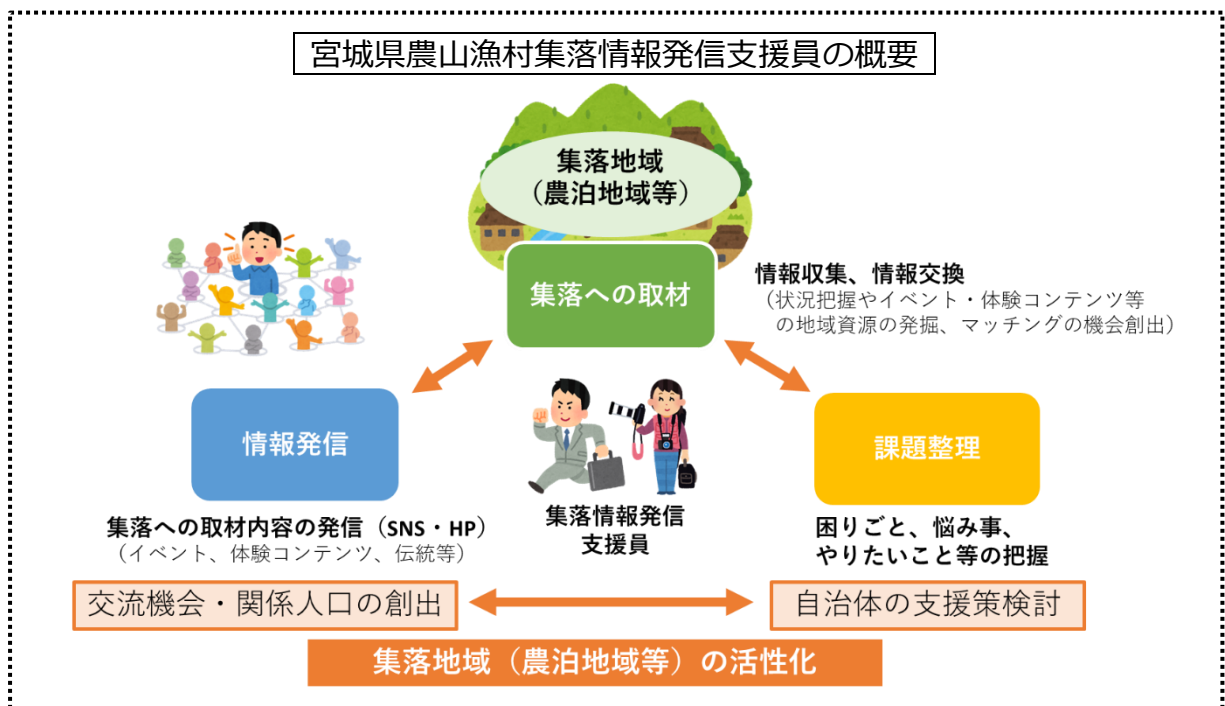 宮城県農山漁村集落情報発信支援員の概要
集落地域
（農泊地域等）
集落への取材
情報収集、情報交換
（状況把握やイベント・体験コンテンツ等
の地域資源の発掘、マッチングの機会創出）
情報発信
課題整理
集落への取材内容の発信（SNS・HP）
（イベント、体験コンテンツ、伝統等）
集落情報発信
支援員
困りごと、悩み事、
やりたいこと等の把握
交流機会・関係人口の創出
自治体の支援策検討
集落地域（農泊地域等）の活性化